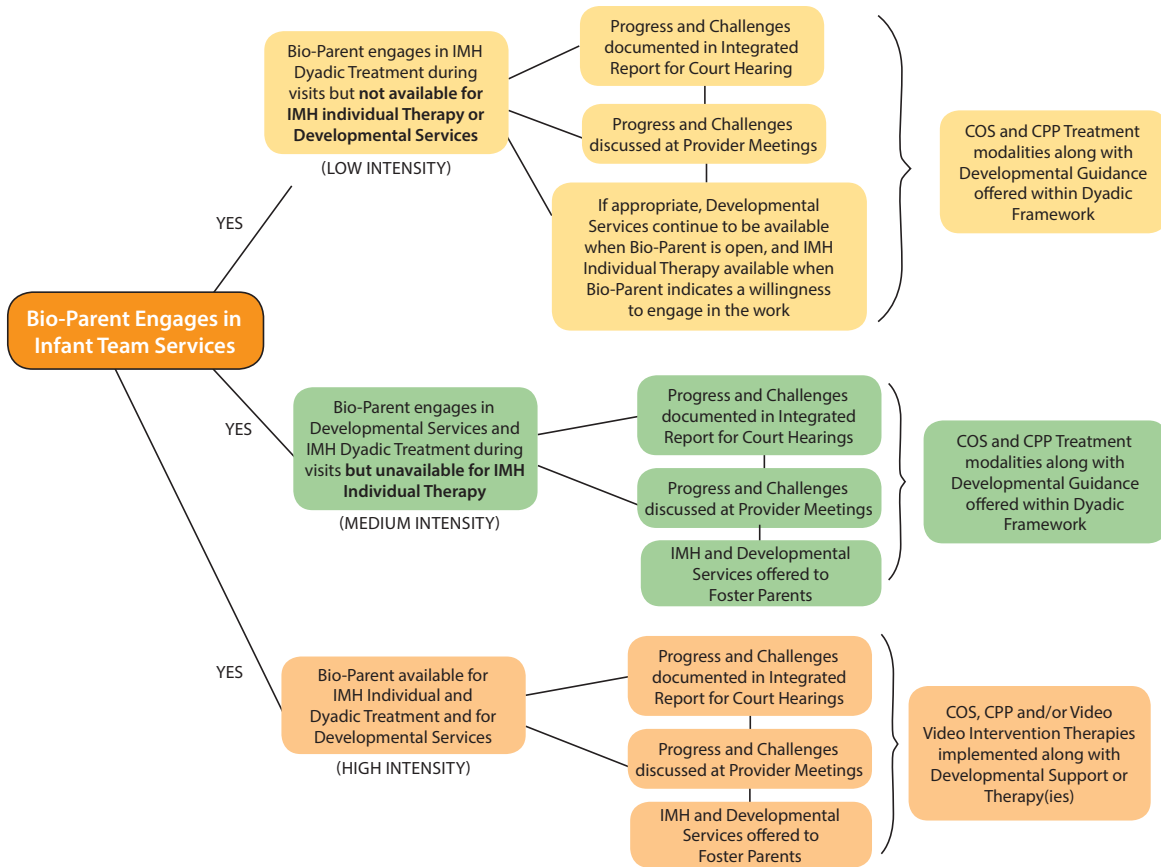 Bio-Parent Engages in
Infant Team Services
YES
Bio-Parent engages in IMH
Dyadic Treatment during
visits but not available for
IMH individual Therapy or
Developmental Services
(LOW INTENSITY)
Progress and Challenges
documented in Integrated
Report for Court Hearing
Progress and Challenges
discussed at Provider Meetings
If appropriate, Developmental
Services continue to be available
when Bio-Parent is open, and IMH
Individual Therapy available when
Bio-Parent indicates a willingness
to engage in the work
COS and CPP Treatment
modalities along with
Developmental Guidance
offered within Dyadic
Framework
YES
Bio-Parent engages in
Developmental Services and
IMH Dyadic Treatment during
visits but unavailable for IMH
Individual Therapy
(MEDIUM INTENSITY)
Progress and Challenges
documented in Integrated
Report for Court Hearings
Progress and Challenges
discussed at Provider Meetings
IMH and Developmental
Services offered to
Foster Parents
COS and CPP Treatment
modalities along with
Developmental Guidance
offered within Dyadic
Framework
YES
Bio-Parent available for
IMH Individual and
Dyadic Treatment and for
Developmental Services
(HIGH INTENSITY)
Progress and Challenges
documented in Integrated
Report for Court Hearings
Progress and Challenges
discussed at Provider Meetings
IMH and Developmental
Services offered to
Foster Parents
COS, CPP and/or Video
Video Intervention Therapies
implemented along with
Developmental Support or
Therapy(ies)